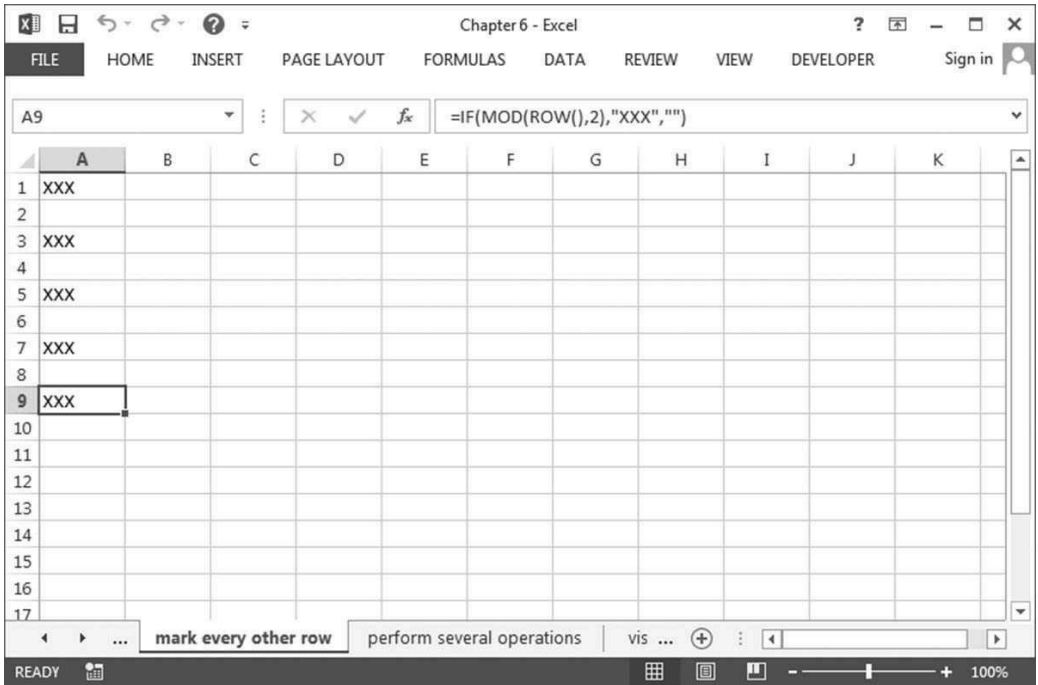 Chapter 6 - Excel
FILE HOME INSERT PAGE LAYOUT FORMULAS DATA REVIEW VIEW DEVELOPER Sign in
A9 fx =IF(MOD(ROW(),2),"XXX","")
A B C D E F G H I J K
1 XXX
2
3 XXX
4
5 XXX
6
7 XXX
8
9 XXX
10
11
12
13
14
15
16
17
... mark every other row perform several operations vis ...
READY 100%